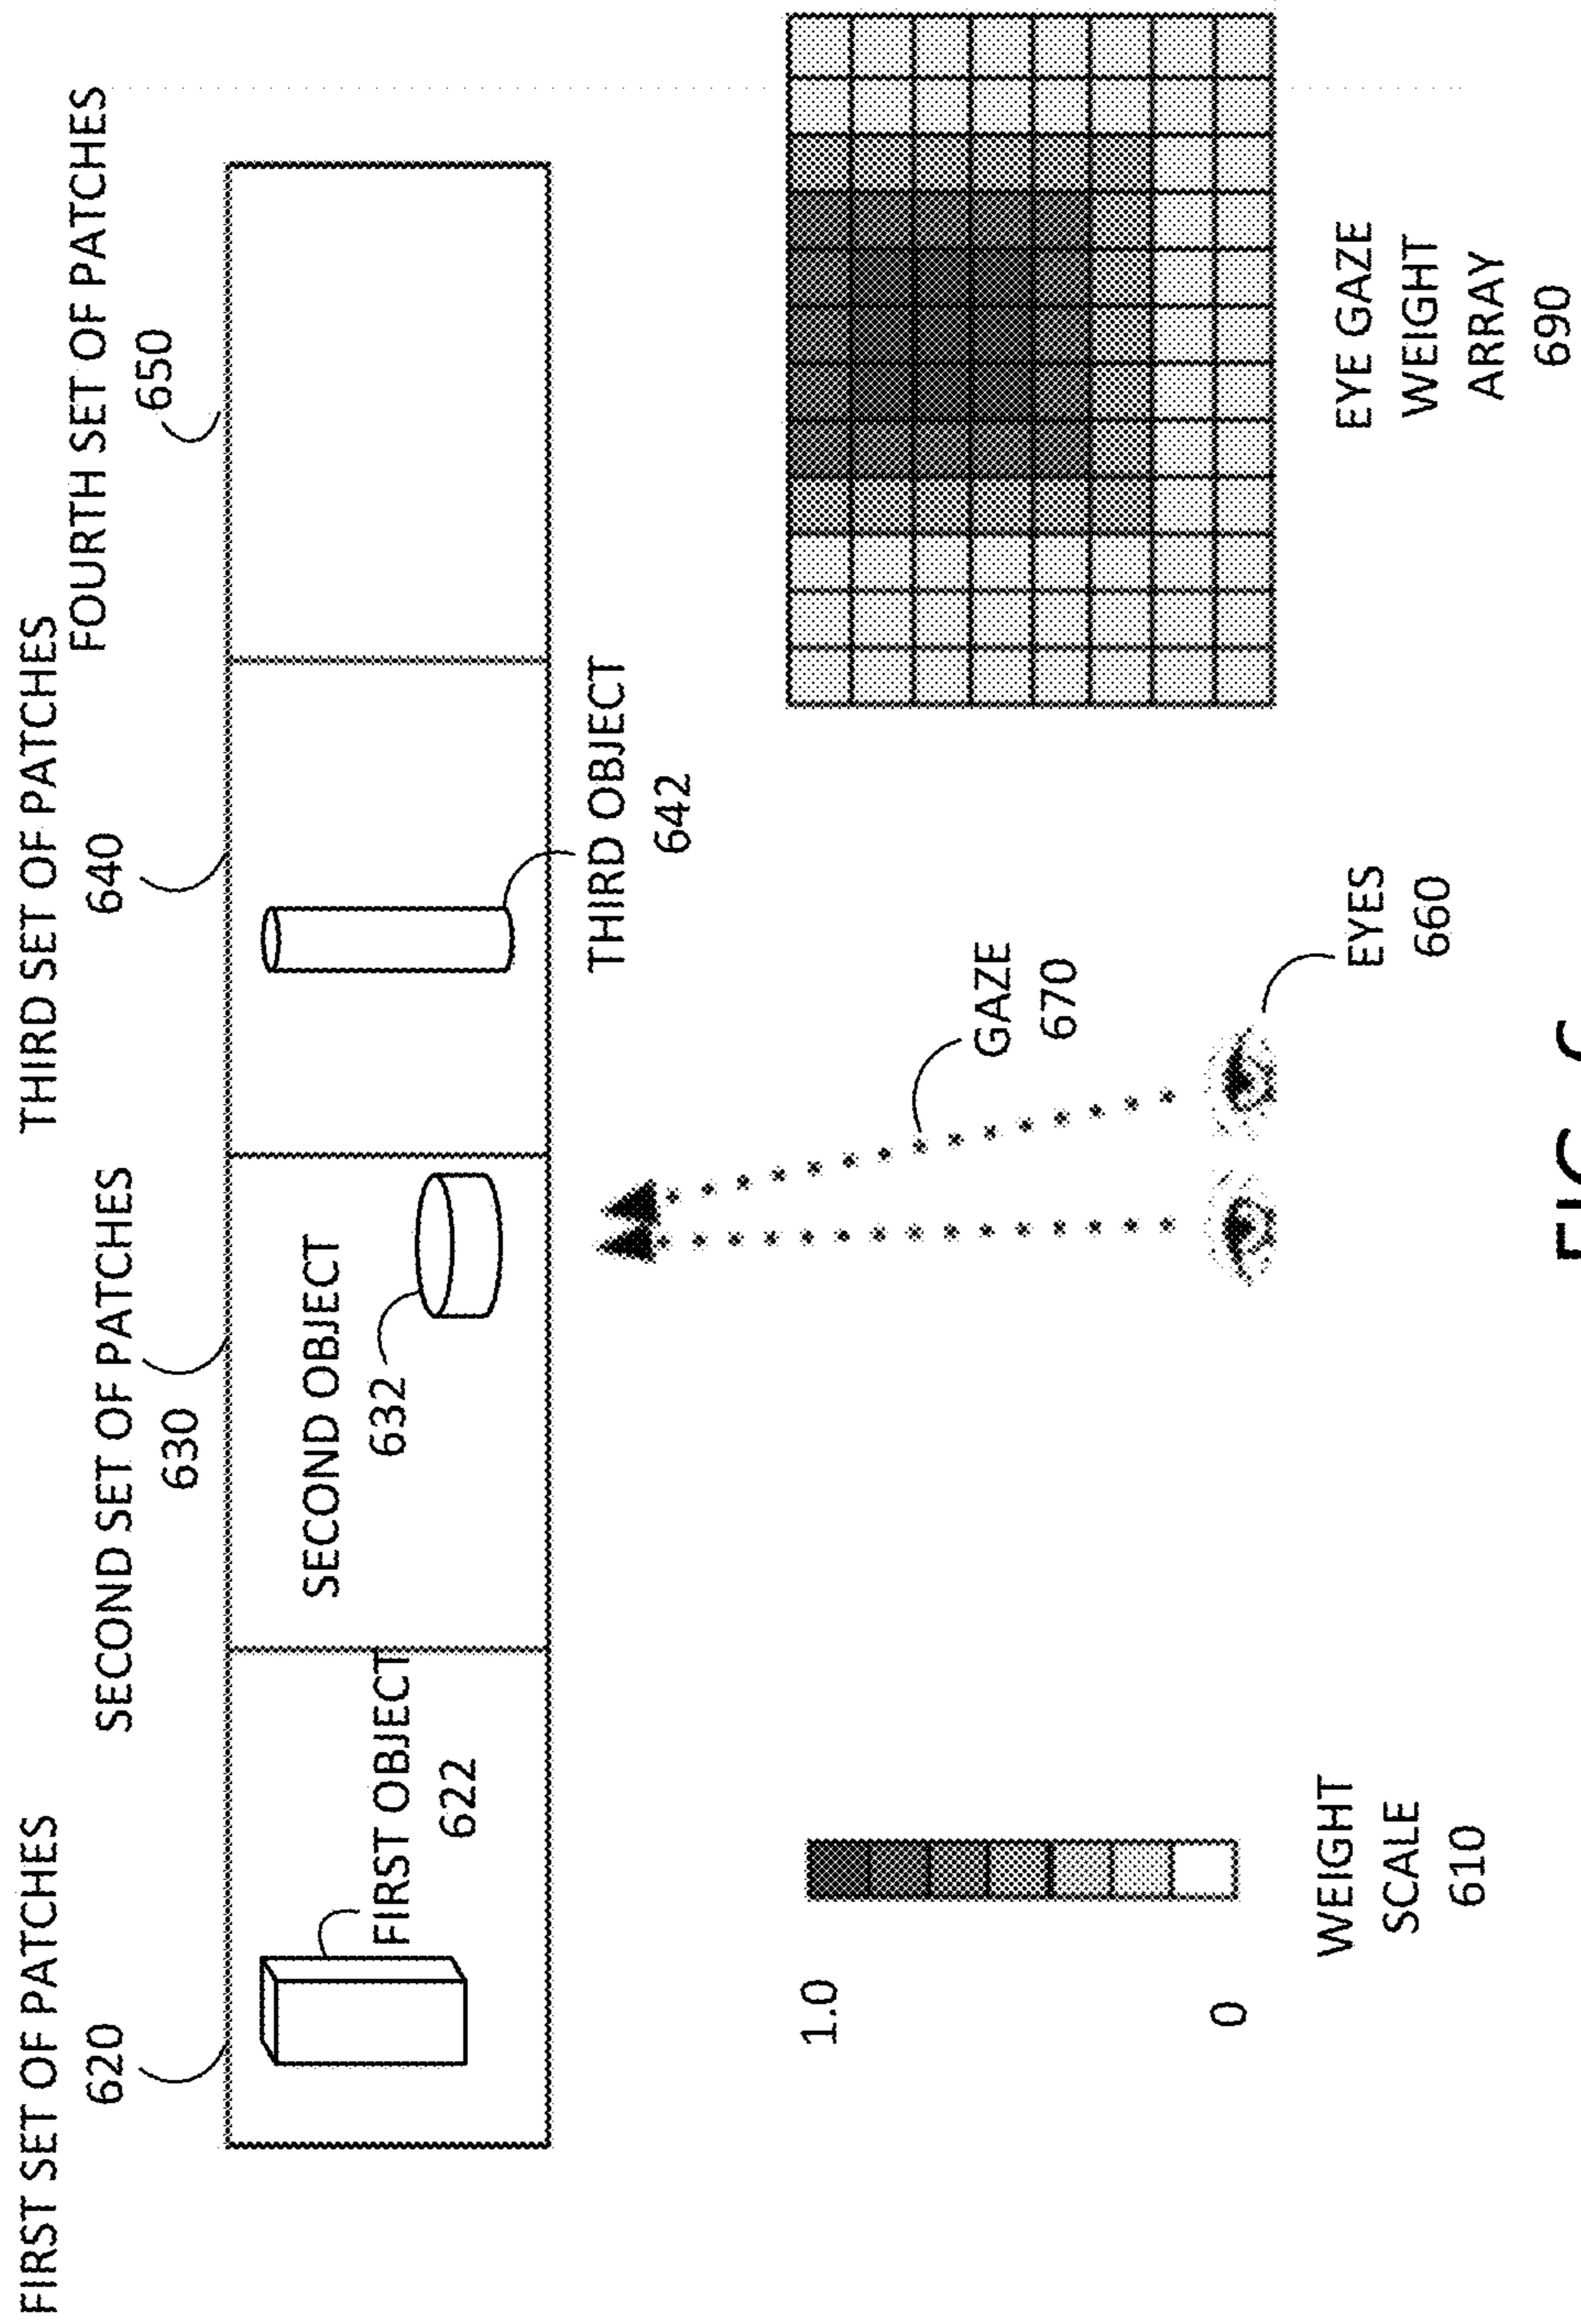 FIRST SET OF PATCHES
620
SECOND SET OF PATCHES
630
THIRD SET OF PATCHES
640
FOURTH SET OF PATCHES
650
FIRST OBJECT
622
SECOND OBJECT
632
THIRD OBJECT
642
1.0
0
WEIGHT
SCALE
610
GAZE
670
EYES
660
EYE GAZE
WEIGHT
ARRAY
690